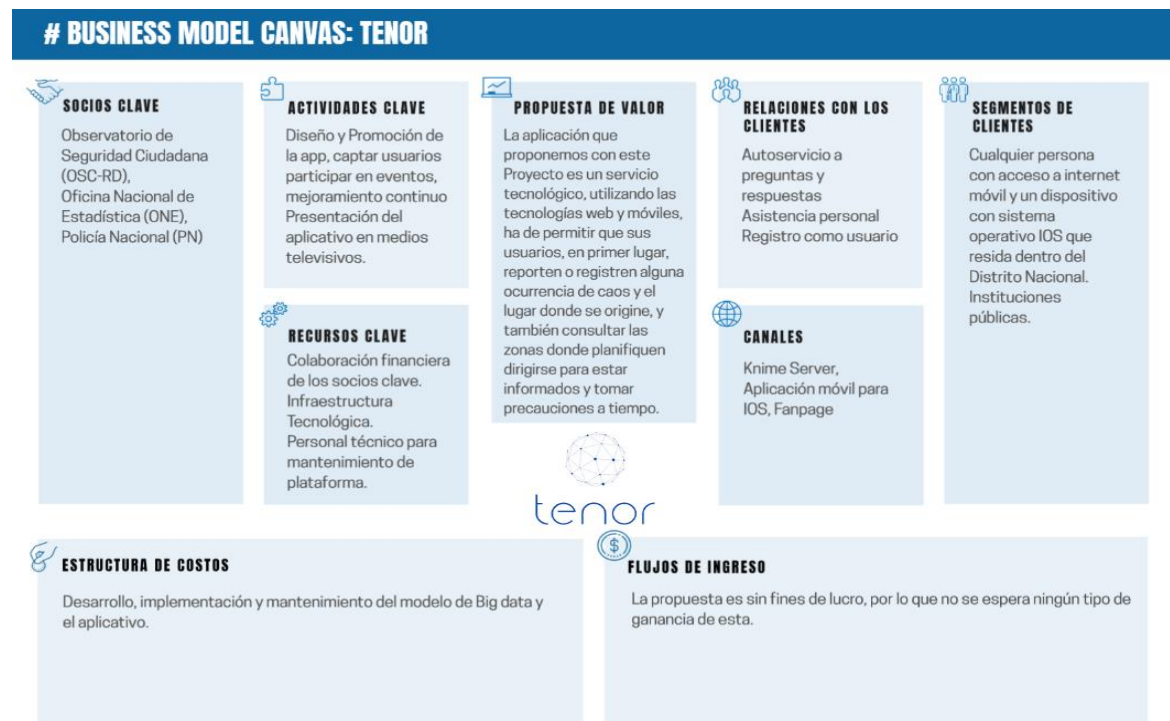 # BUSINESS MODEL CANVAS: TENOR
SOCIOS CLAVE
Observatorio de
Seguridad Ciudadana
(OSC-RD),
Oficina Nacional de
Estadística (ONE),
Policía Nacional (PN)
ACTIVIDADES CLAVE
Diseño y Promoción de
la app, captar usuarios
participar en eventos,
mejoramiento continuo
Presentación del
aplicativo en medios
televisivos.
RECURSOS CLAVE
Colaboración financiera
de los socios clave.
Infraestructura
Tecnológica.
Personal técnico para
mantenimiento de
plataforma.
PROPUESTA DE VALOR
La aplicación que
proponemos con este
Proyecto es un servicio
tecnológico, utilizando las
tecnologías web y móviles,
ha de permitir que sus
usuarios, en primer lugar,
reporten o registren alguna
ocurrencia de caos y el
lugar donde se origine, y
también consultar las
zonas donde planifiquen
dirigirse para estar
informados y tomar
precauciones a tiempo.
tenor
RELACIONES CON LOS
CLIENTES
Autoservicio a
preguntas y
respuestas
Asistencia personal
Registro como usuario
CANALES
Knime Server,
Aplicación móvil para
IOS, Fanpage
SEGMENTOS DE
CLIENTES
Cualquier persona
con acceso a internet
móvil y un dispositivo
con sistema
operativo IOS que
resida dentro del
Distrito Nacional.
Instituciones
públicas.
ESTRUCTURA DE COSTOS
Desarrollo, implementación y mantenimiento del modelo de Big data y
el aplicativo.
$
FLUJOS DE INGRESO
La propuesta es sin fines de lucro, por lo que no se espera ningún tipo de
ganancia de esta.